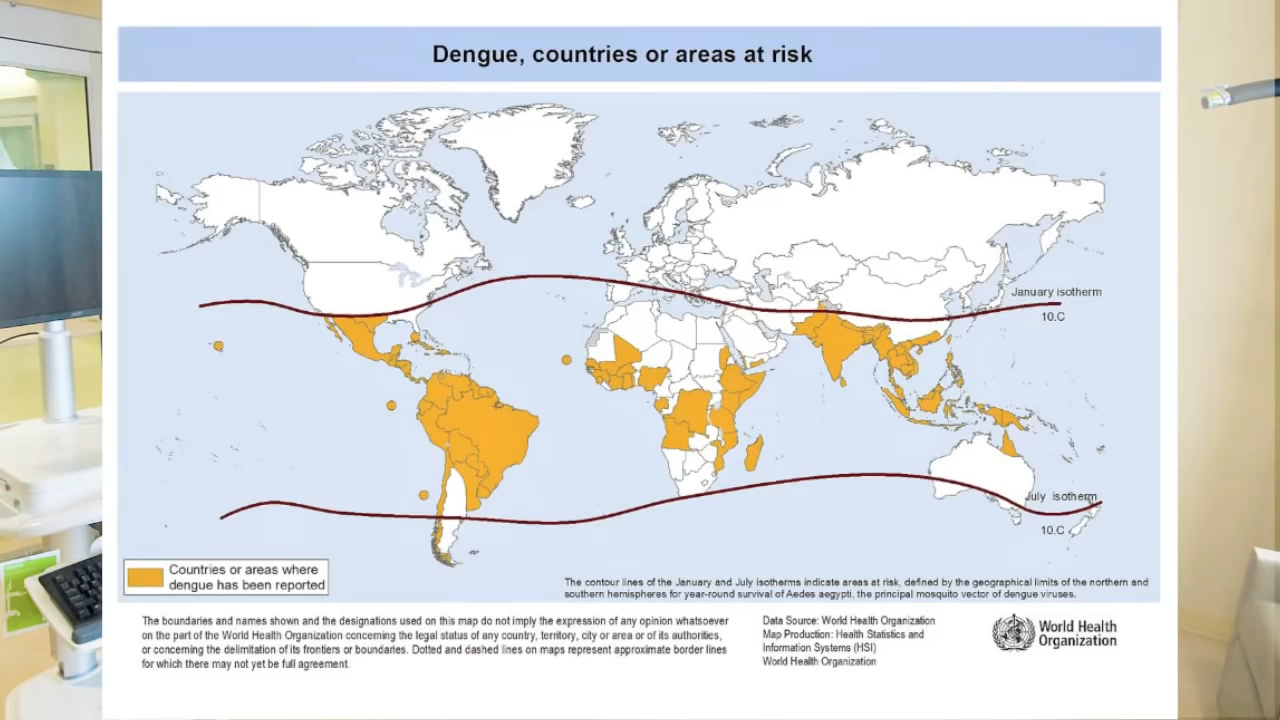 Dengue, countries or areas at risk
January isotherm
10.C
July isotherm
10.C
Countries or areas where
dengue has been reported
The contour lines of the January and July isotherms indicate areas at risk, defined by the geographical limits of the northern and
southern hemispheres for year-round survival of Aedes aegypti, the principal mosquito vector of dengue viruses.
The boundaries and names shown and the designations used on this map do not imply the expression of any opinion whatsoever
on the part of the World Health Organization concerning the legal status of any country, territory, city or area or of its authorities,
or concerning the delimitation of its frontiers or boundaries. Dotted and dashed lines on maps represent approximate border lines
for which there may not yet be full agreement.
Data Source: World Health Organization
Map Production: Health Statistics and
Information Systems (HSI)
World Health Organization
World Health
Organization